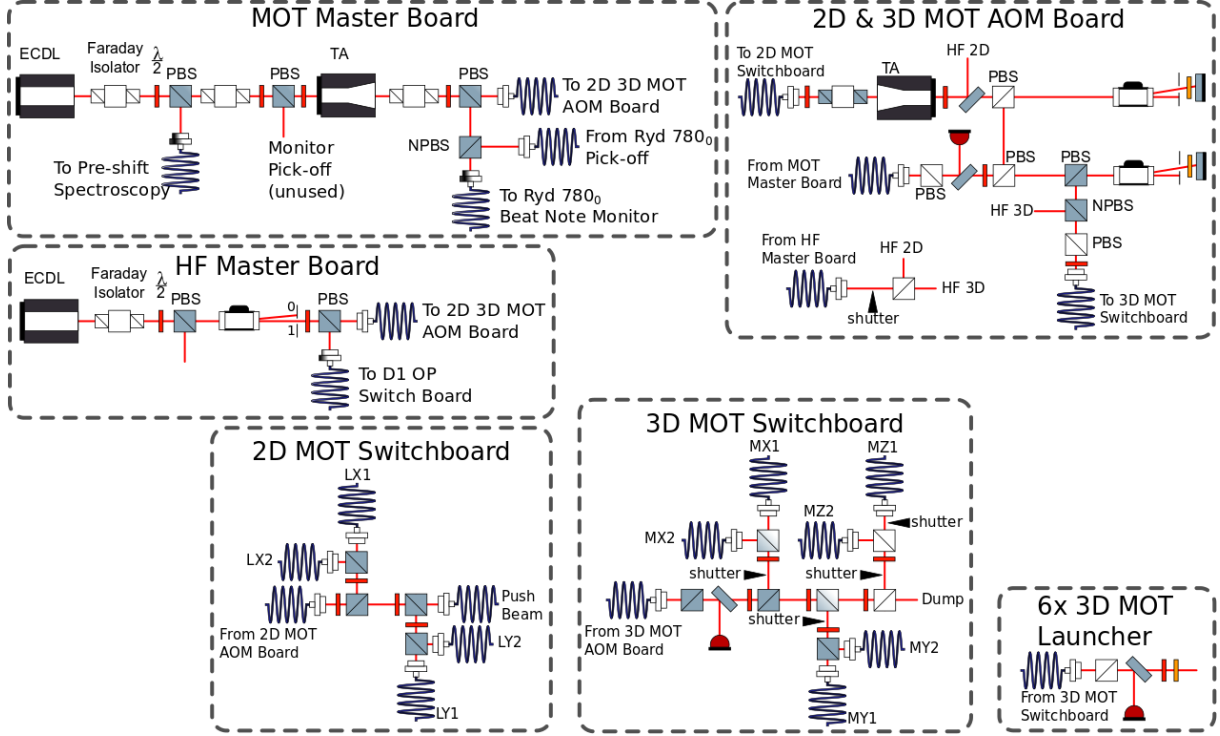 MOT Master Board
ECDL
Faraday
Isolator
λ
2
PBS
PBS
TA
PBS
To 2D 3D MOT
AOM Board
NPBS
From Ryd 780₀
Pick-off
To Pre-shift
Spectroscopy
Monitor
Pick-off
(unused)
To Ryd 780₀
Beat Note Monitor
2D & 3D MOT AOM Board
To 2D MOT
Switchboard
TA
HF 2D
PBS
From MOT
Master Board
PBS
PBS
PBS
HF 3D
NPBS
PBS
From HF
Master Board
HF 2D
HF 3D
shutter
To 3D MOT
Switchboard
HF Master Board
ECDL
Faraday
Isolator
λ
2
PBS
0
1
PBS
To 2D 3D MOT
AOM Board
To D1 OP
Switch Board
2D MOT Switchboard
LX1
LX2
Push
Beam
From 2D MOT
AOM Board
LY2
LY1
3D MOT Switchboard
MX1
MZ1
MX2
MZ2
shutter
shutter
shutter
Dump
shutter
From 3D MOT
AOM Board
MY2
MY1
6x 3D MOT
Launcher
From 3D MOT
Switchboard